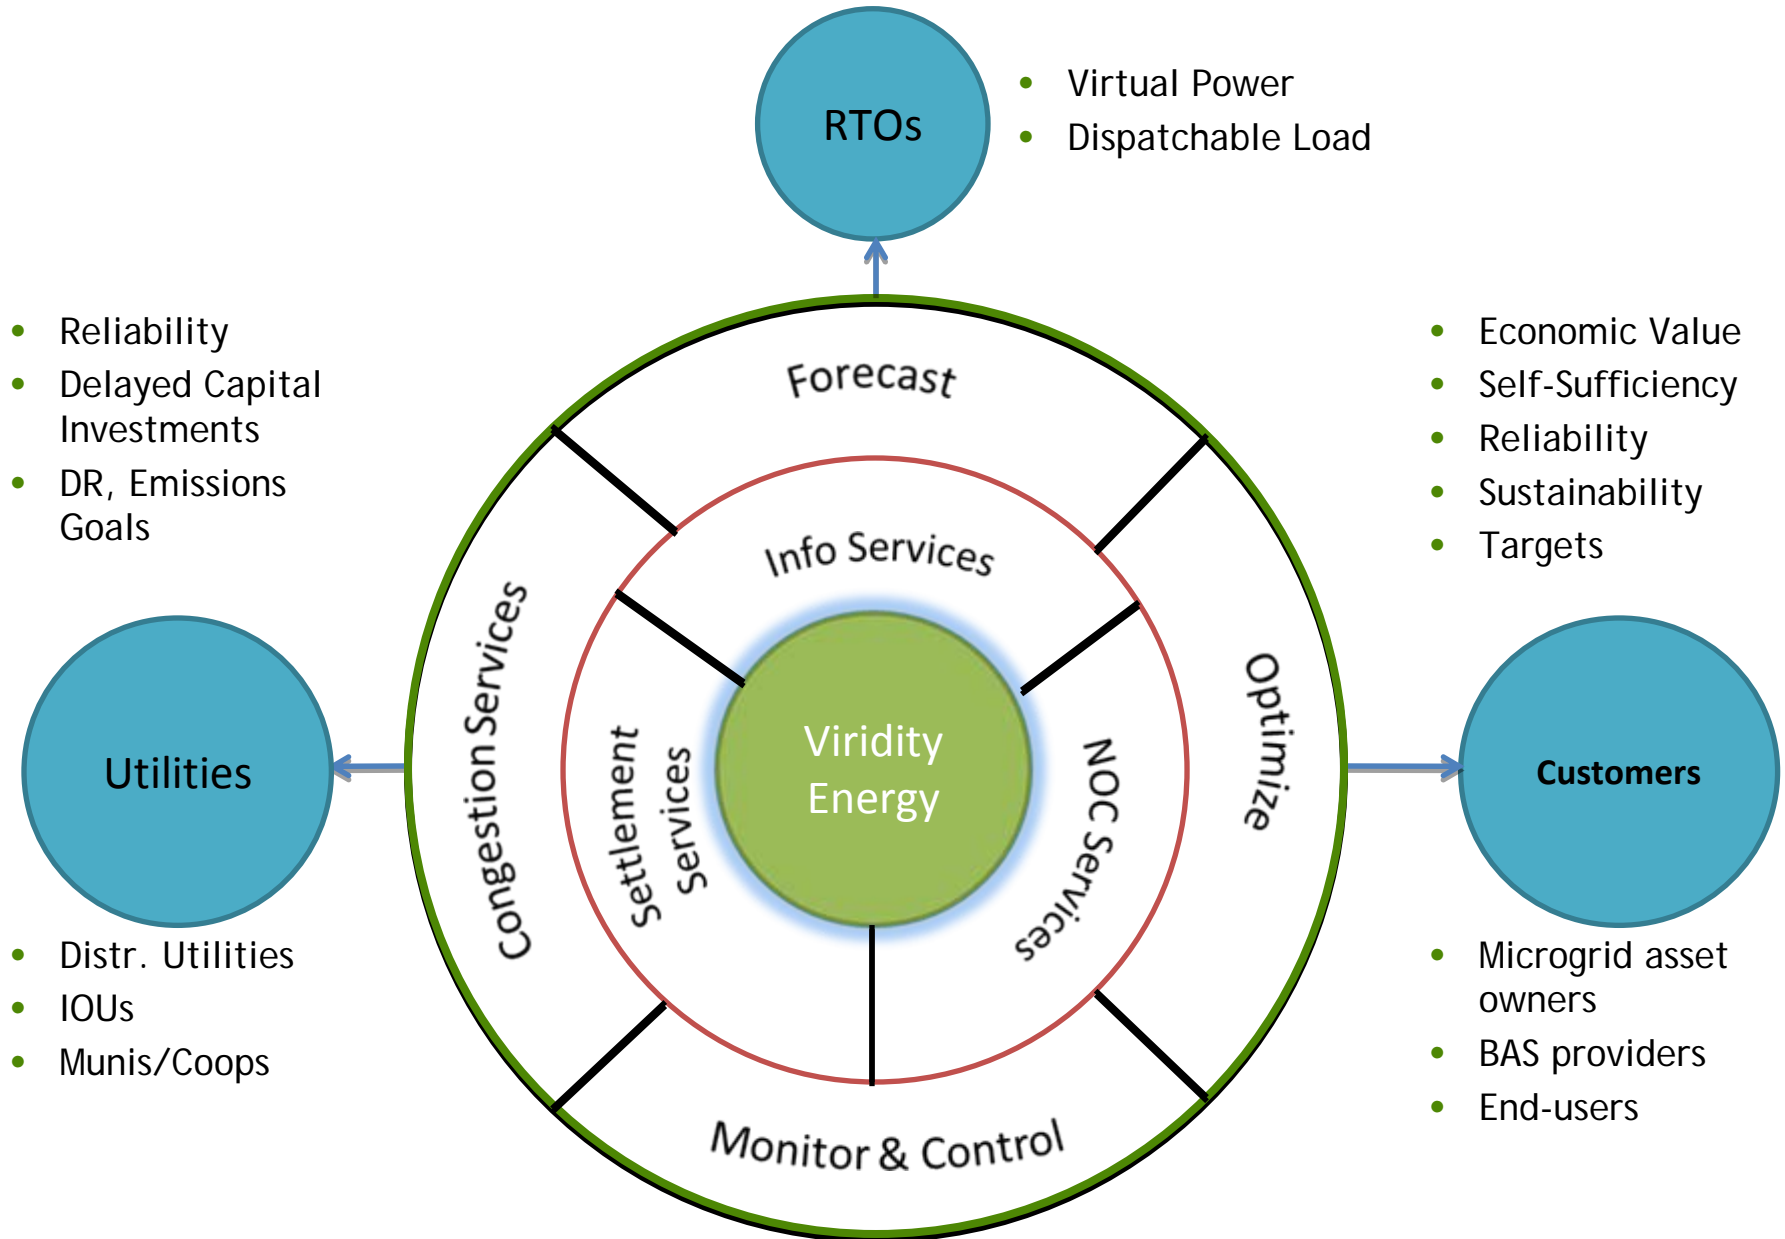 RTOs
• Virtual Power
• Dispatchable Load
• Reliability
• Delayed Capital
Investments
• DR, Emissions
Goals
• Economic Value
• Self-Sufficiency
• Reliability
• Sustainability
• Targets
Forecast
Info Services
Congestion Services
Settlement
Services
Viridity
Energy
NOC Services
Optimize
Monitor & Control
Utilities
Customers
• Distr. Utilities
• IOUs
• Munis/Coops
• Microgrid asset
owners
• BAS providers
• End-users